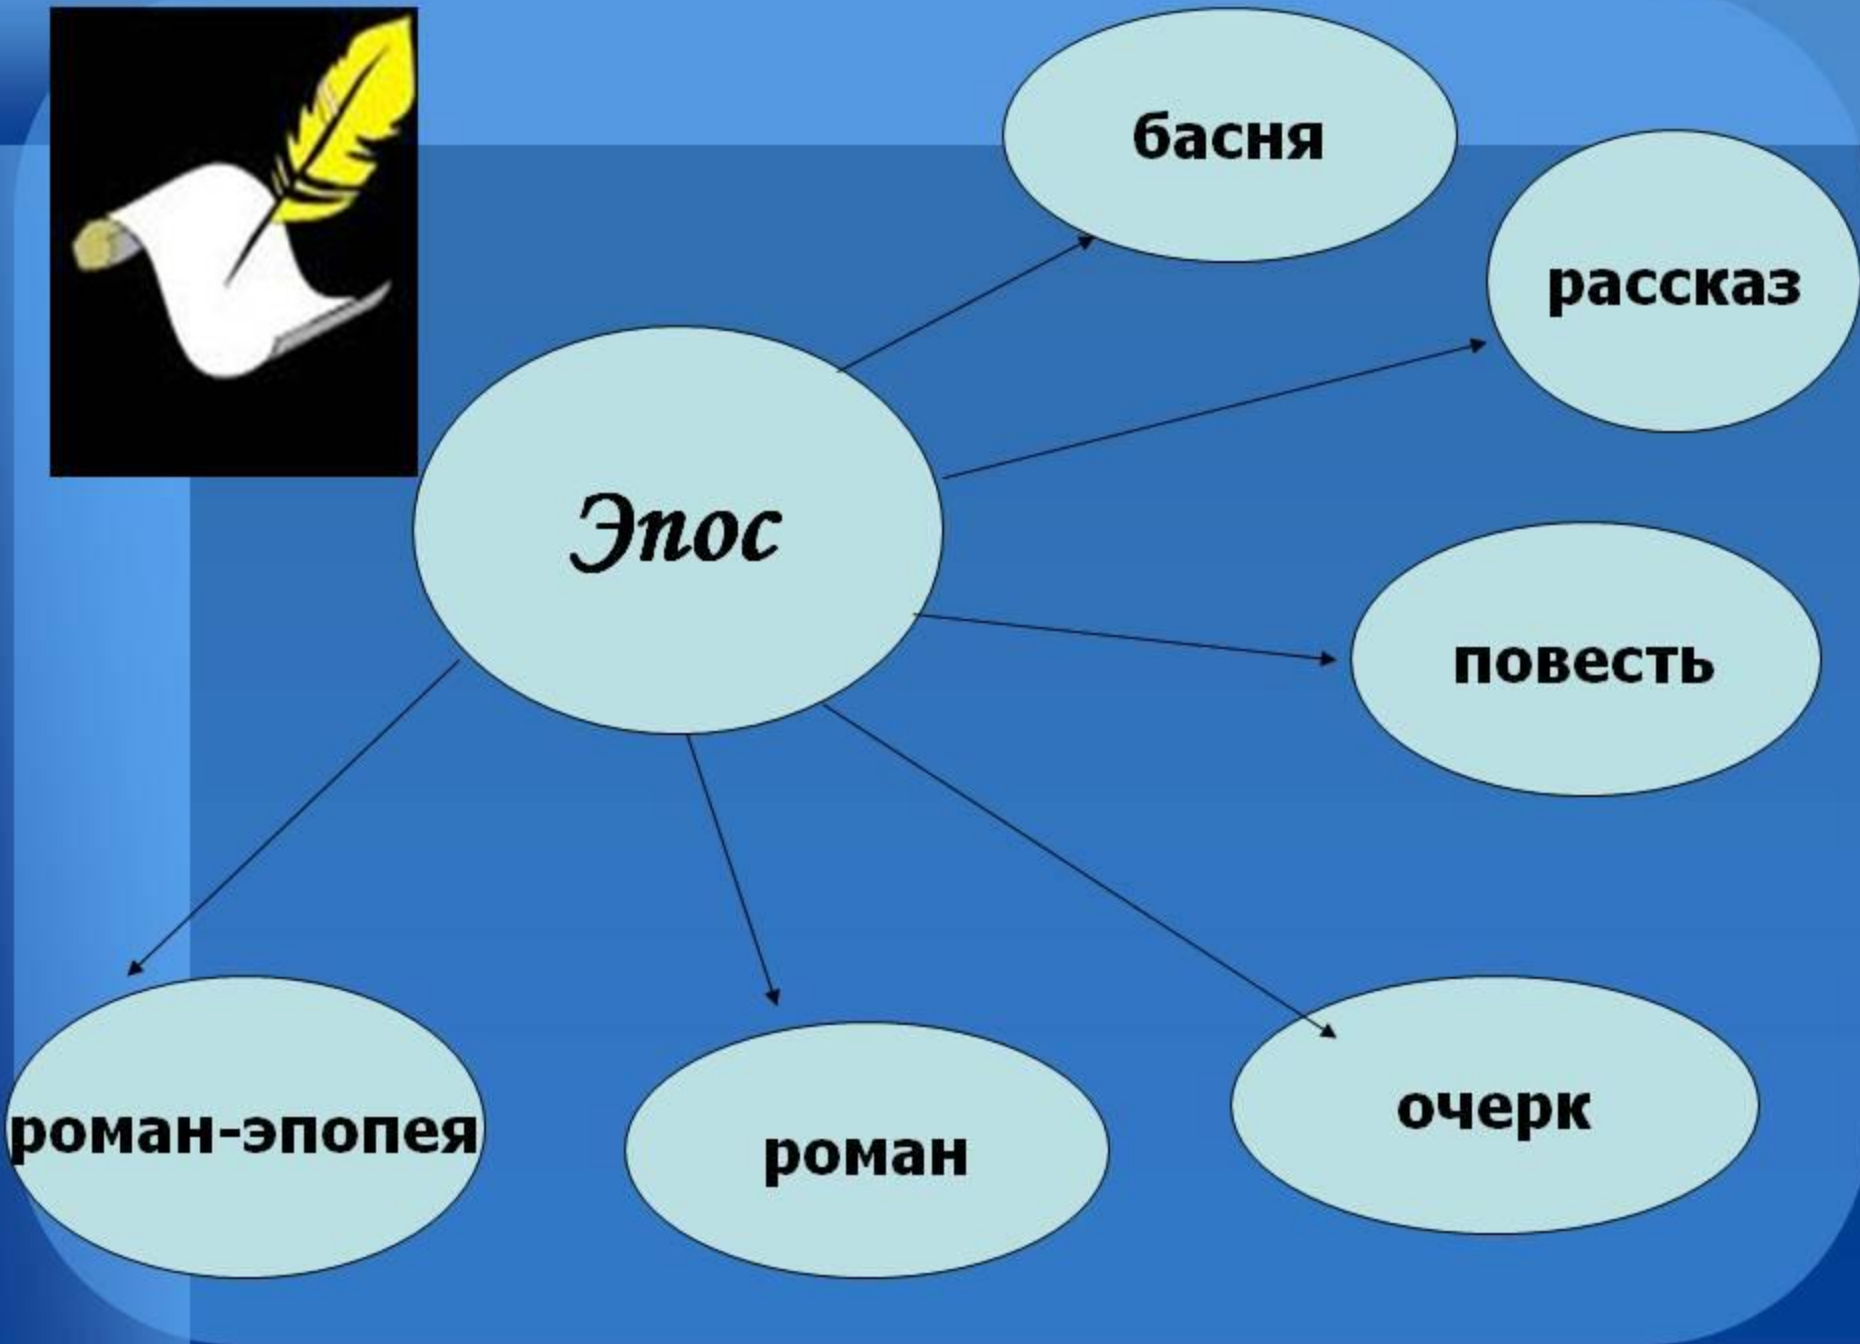 басня
рассказ
Эпос
повесть
роман-эпопея
роман
очерк